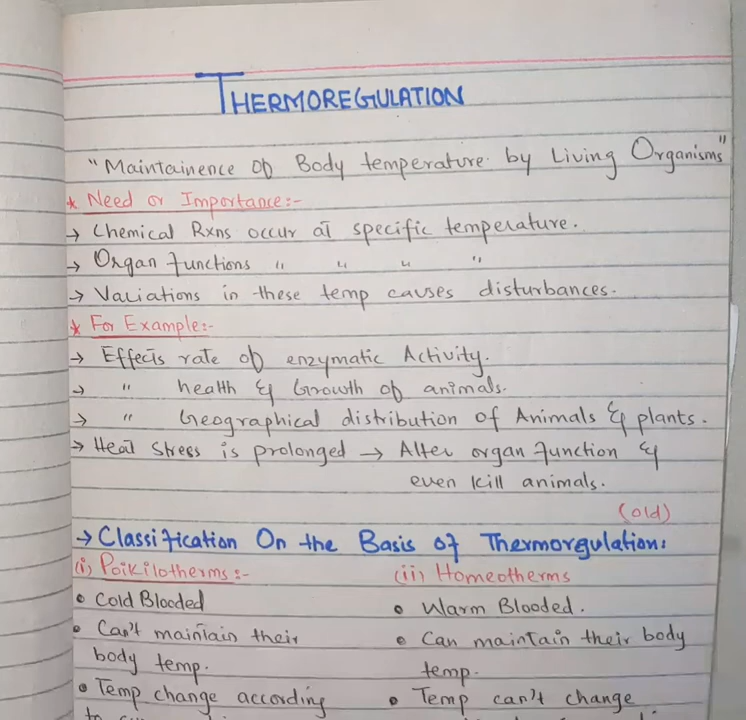 THERMOREGULATION
"Maintainence of Body temperature by Living Organisms"
* Need or Importance:-
→ Chemical Rxns occur at specific temperature.
→ Organ functions " " " "
→ Variations in these temp causes disturbances.
* For Example:-
→ Effects rate of enzymatic Activity.
→ " health & Growth of animals.
→ " Geographical distribution of Animals & plants.
→ Heat Stress is prolonged → Alter organ function &
even kill animals.
(old)
→ Classification On the Basis of Thermorgulation:
(i) Poikilotherms:-
• Cold Blooded
• Can't maintain their
body temp.
• Temp change according
to
(ii) Homeotherms
• Warm Blooded.
• Can maintain their body
temp.
• Temp can't change